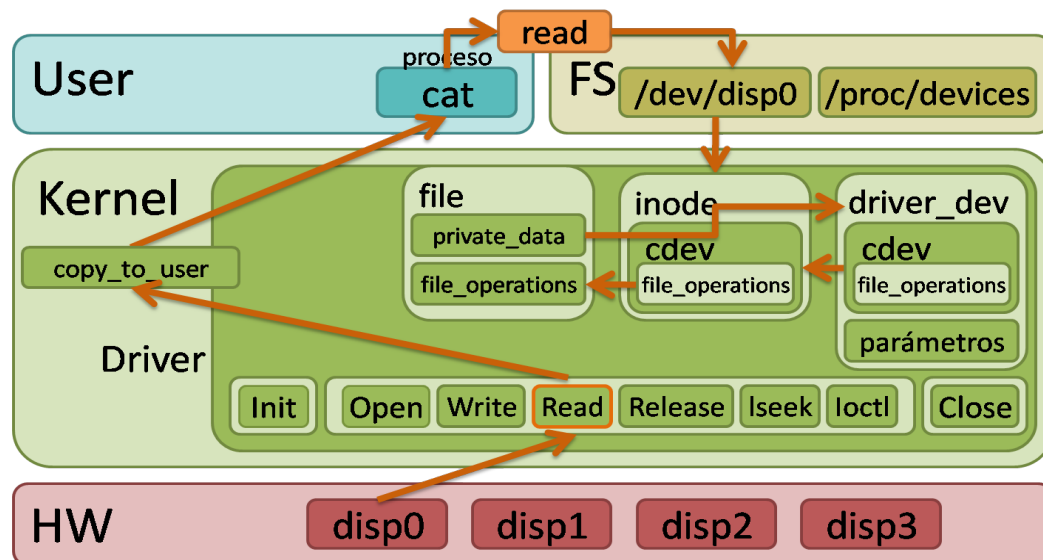 read
User
proceso
cat
FS
/dev/disp0
/proc/devices
Kernel
file
private_data
file_operations
inode
cdev
file_operations
driver_dev
cdev
file_operations
parámetros
copy_to_user
Driver
Init
Open
Write
Read
Release
lseek
Ioctl
Close
HW
disp0
disp1
disp2
disp3